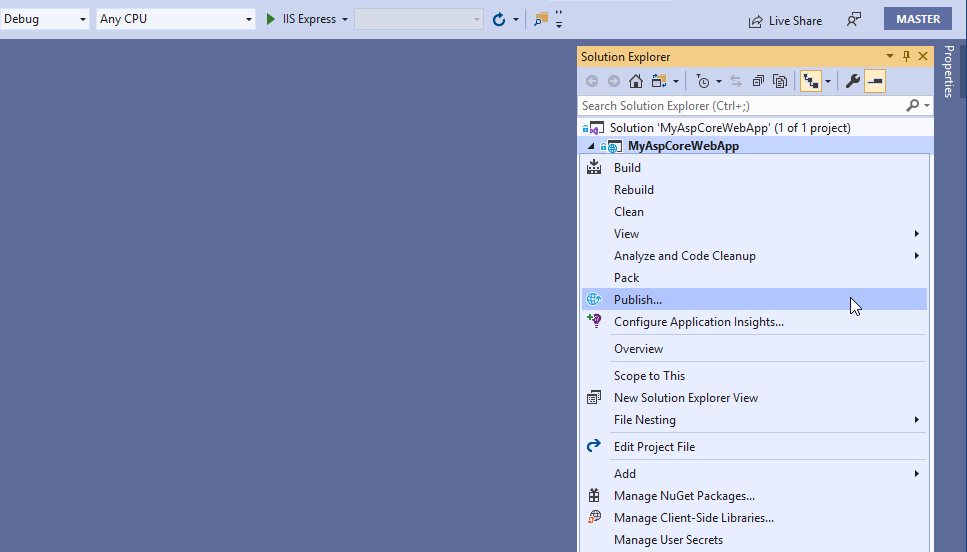 Debug Any CPU IIS Express Live Share MASTER
Solution Explorer
Properties
Search Solution Explorer (Ctrl+;)
Solution 'MyAspCoreWebApp' (1 of 1 project)
MyAspCoreWebApp
Build
Rebuild
Clean
View
Analyze and Code Cleanup
Pack
Publish...
Configure Application Insights...
Overview
Scope to This
New Solution Explorer View
File Nesting
Edit Project File
Add
Manage NuGet Packages...
Manage Client-Side Libraries...
Manage User Secrets